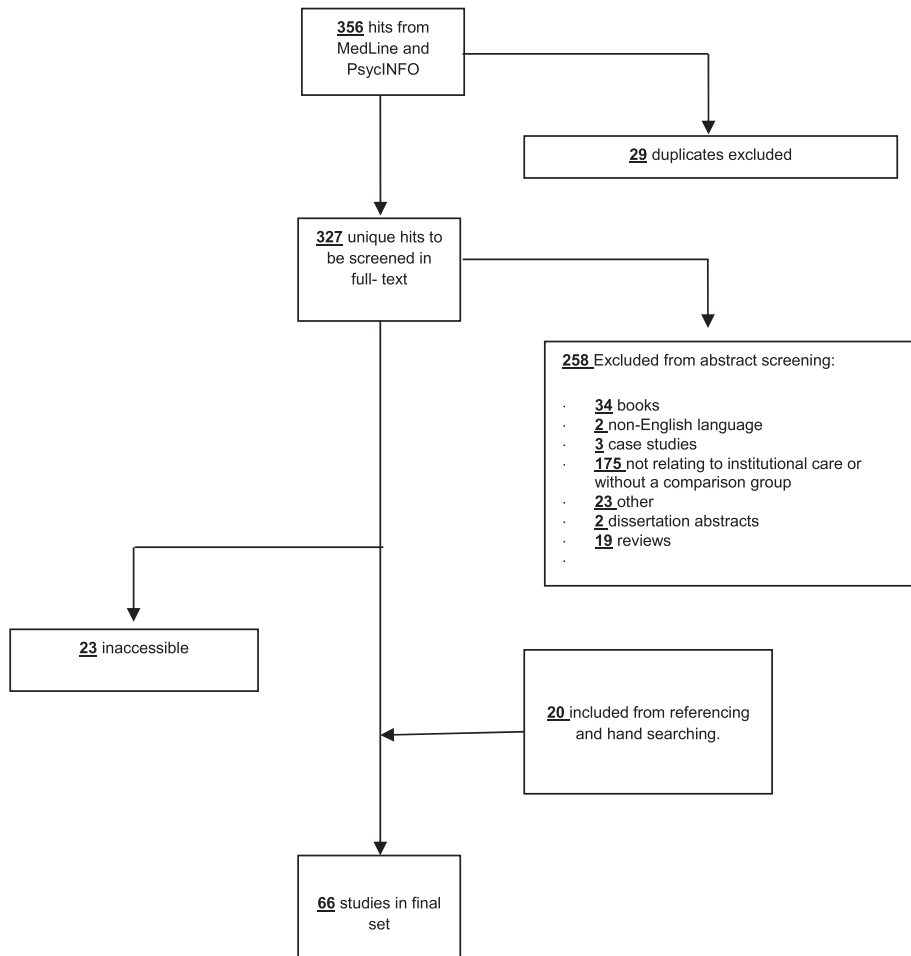 356 hits from
MedLine and
PsycINFO
29 duplicates excluded
327 unique hits to
be screened in
full- text
258 Excluded from abstract screening:
· 34 books
· 2 non-English language
· 3 case studies
· 175 not relating to institutional care or
without a comparison group
· 23 other
· 2 dissertation abstracts
· 19 reviews
·
23 inaccessible
20 included from referencing
and hand searching.
66 studies in final
set